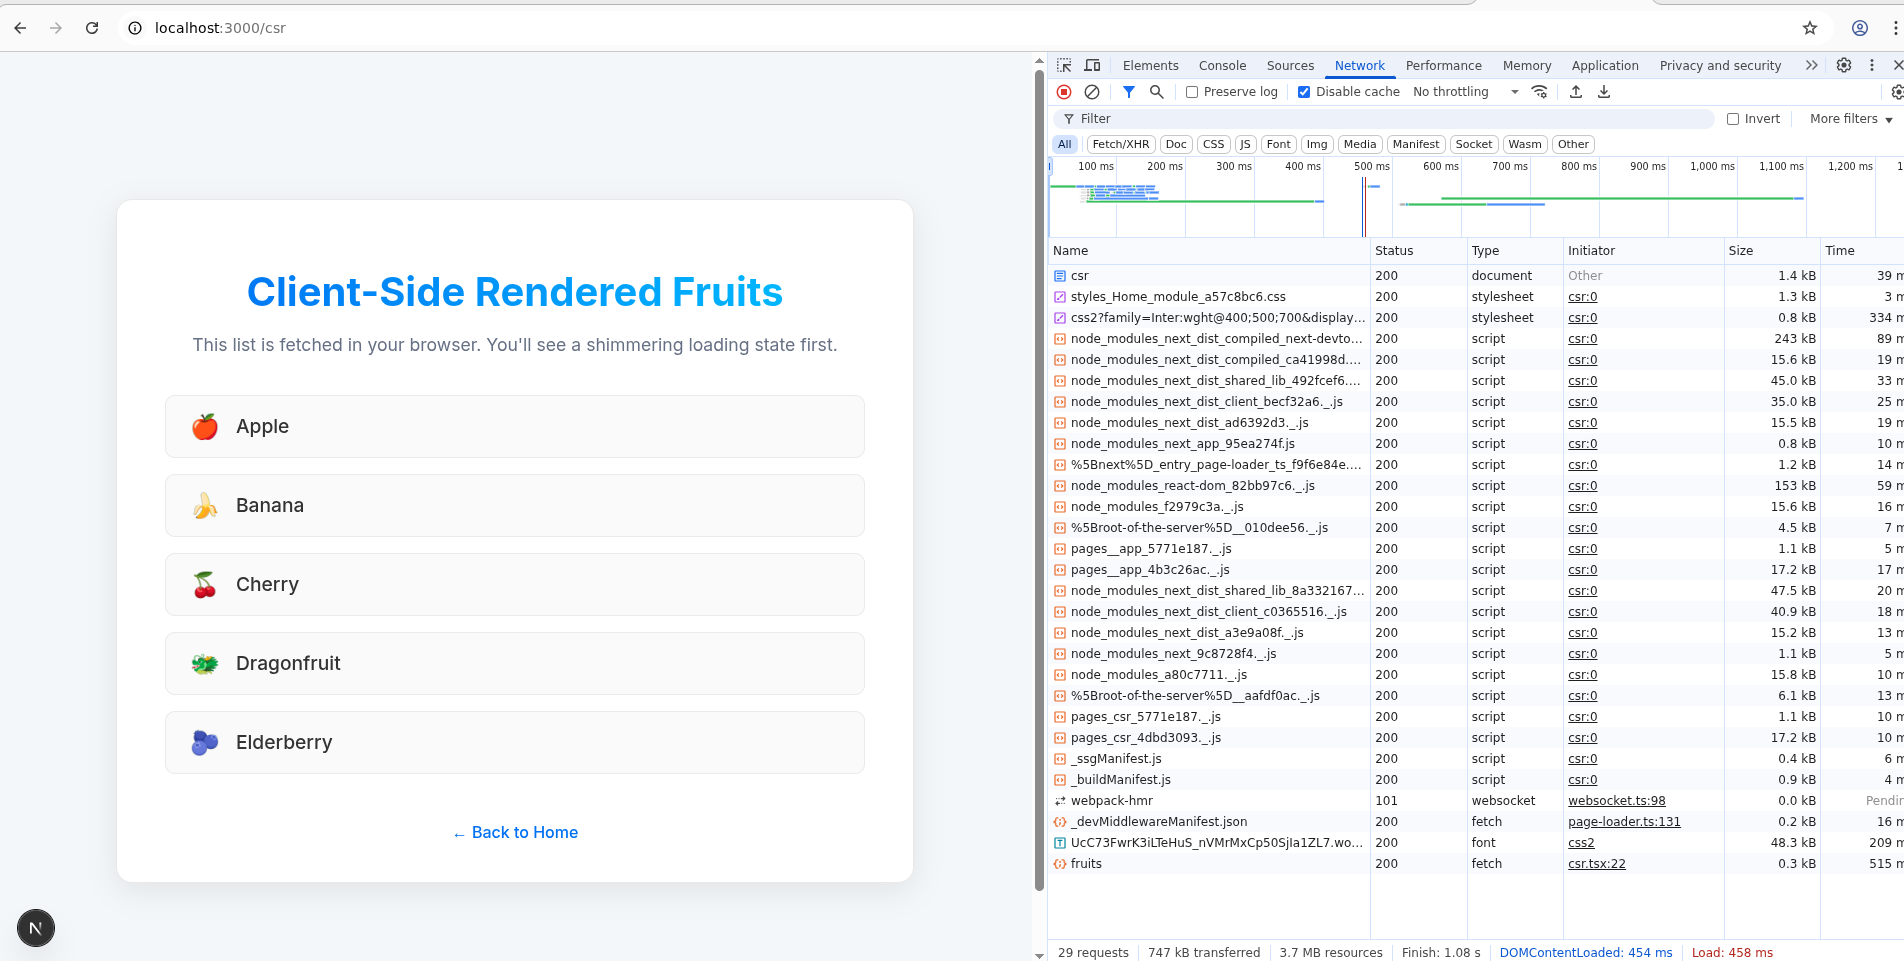 localhost:3000/csr
Client-Side Rendered Fruits
This list is fetched in your browser. You'll see a shimmering loading state first.
Apple
Banana
Cherry
Dragonfruit
Elderberry
← Back to Home
N
Elements Console Sources Network Performance Memory Application Privacy and security
Preserve log Disable cache No throttling
Filter Invert More filters
All Fetch/XHR Doc CSS JS Font Img Media Manifest Socket Wasm Other
100 ms 200 ms 300 ms 400 ms 500 ms 600 ms 700 ms 800 ms 900 ms 1,000 ms 1,100 ms 1,200 ms 1
Name Status Type Initiator Size Time
csr 200 document Other 1.4 kB 39 m
styles_Home_module_a57c8bc6.css 200 stylesheet csr:0 1.3 kB 3 m
css2?family=Inter:wght@400;500;700&display... 200 stylesheet csr:0 0.8 kB 334 m
node_modules_next_dist_compiled_next-devto... 200 script csr:0 243 kB 89 m
node_modules_next_dist_compiled_ca41998d.... 200 script csr:0 15.6 kB 19 m
node_modules_next_dist_shared_lib_492fcef6.... 200 script csr:0 45.0 kB 33 m
node_modules_next_dist_client_becf32a6._.js 200 script csr:0 35.0 kB 25 m
node_modules_next_dist_ad6392d3._.js 200 script csr:0 15.5 kB 19 m
node_modules_next_app_95ea274f.js 200 script csr:0 0.8 kB 10 m
%5Bnext%5D_entry_page-loader_ts_f9f6e84e.... 200 script csr:0 1.2 kB 14 m
node_modules_react-dom_82bb97c6._.js 200 script csr:0 153 kB 59 m
node_modules_f2979c3a._.js 200 script csr:0 15.6 kB 16 m
%5Broot-of-the-server%5D__010dee56._.js 200 script csr:0 4.5 kB 7 m
pages__app_5771e187._.js 200 script csr:0 1.1 kB 5 m
pages__app_4b3c26ac._.js 200 script csr:0 17.2 kB 17 m
node_modules_next_dist_shared_lib_8a332167... 200 script csr:0 47.5 kB 20 m
node_modules_next_dist_client_c0365516._.js 200 script csr:0 40.9 kB 18 m
node_modules_next_dist_a3e9a08f._.js 200 script csr:0 15.2 kB 13 m
node_modules_next_9c8728f4._.js 200 script csr:0 1.1 kB 5 m
node_modules_a80c7711._.js 200 script csr:0 15.8 kB 10 m
%5Broot-of-the-server%5D__aafdf0ac._.js 200 script csr:0 6.1 kB 13 m
pages_csr_5771e187._.js 200 script csr:0 1.1 kB 10 m
pages_csr_4dbd3093._.js 200 script csr:0 17.2 kB 10 m
_ssgManifest.js 200 script csr:0 0.4 kB 6 m
_buildManifest.js 200 script csr:0 0.9 kB 4 m
webpack-hmr 101 websocket websocket.ts:98 0.0 kB Pendin
_devMiddlewareManifest.json 200 fetch page-loader.ts:131 0.2 kB 16 m
UcC73FwrK3iLTeHuS_nVMrMxCp50SjIa1ZL7.wo... 200 font css2 48.3 kB 209 m
fruits 200 fetch csr.tsx:22 0.3 kB 515 m
29 requests 747 kB transferred 3.7 MB resources Finish: 1.08 s DOMContentLoaded: 454 ms Load: 458 ms